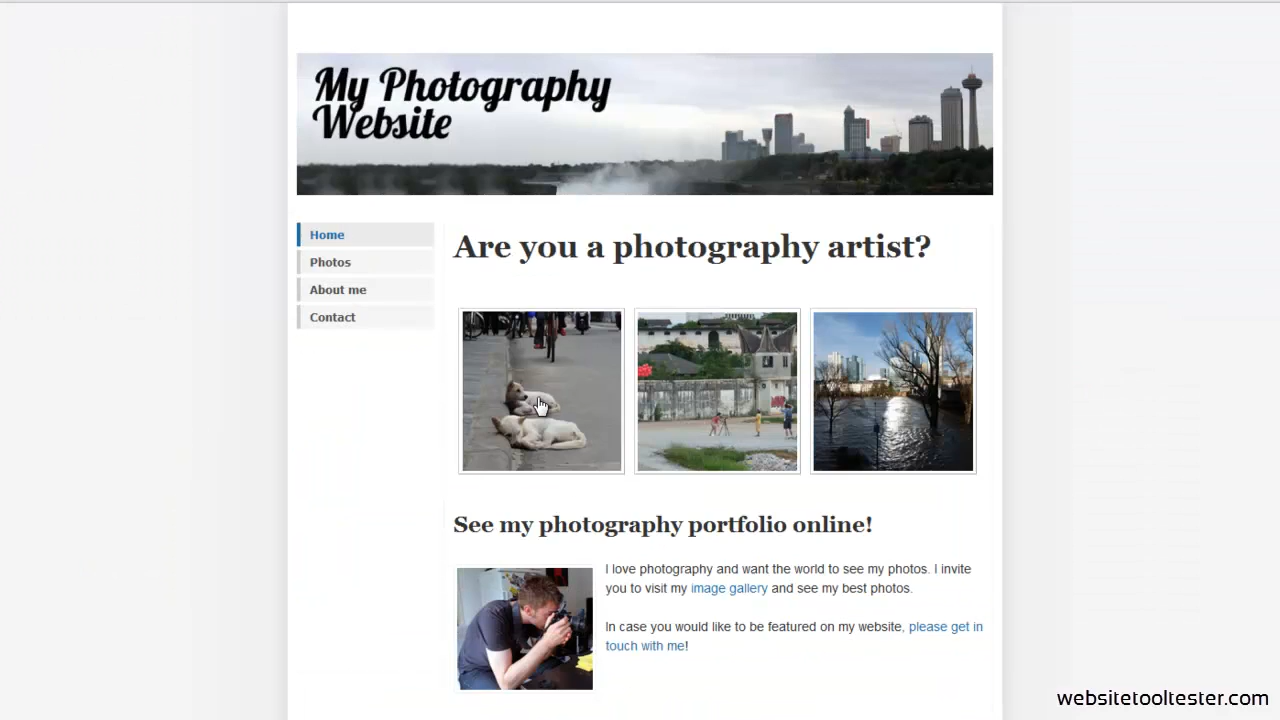 My Photography
Website
Home
Photos
About me
Contact
Are you a photography artist?
See my photography portfolio online!
I love photography and want the world to see my photos. I invite
you to visit my image gallery and see my best photos.
In case you would like to be featured on my website, please get in
touch with me!
websitetooltester.com